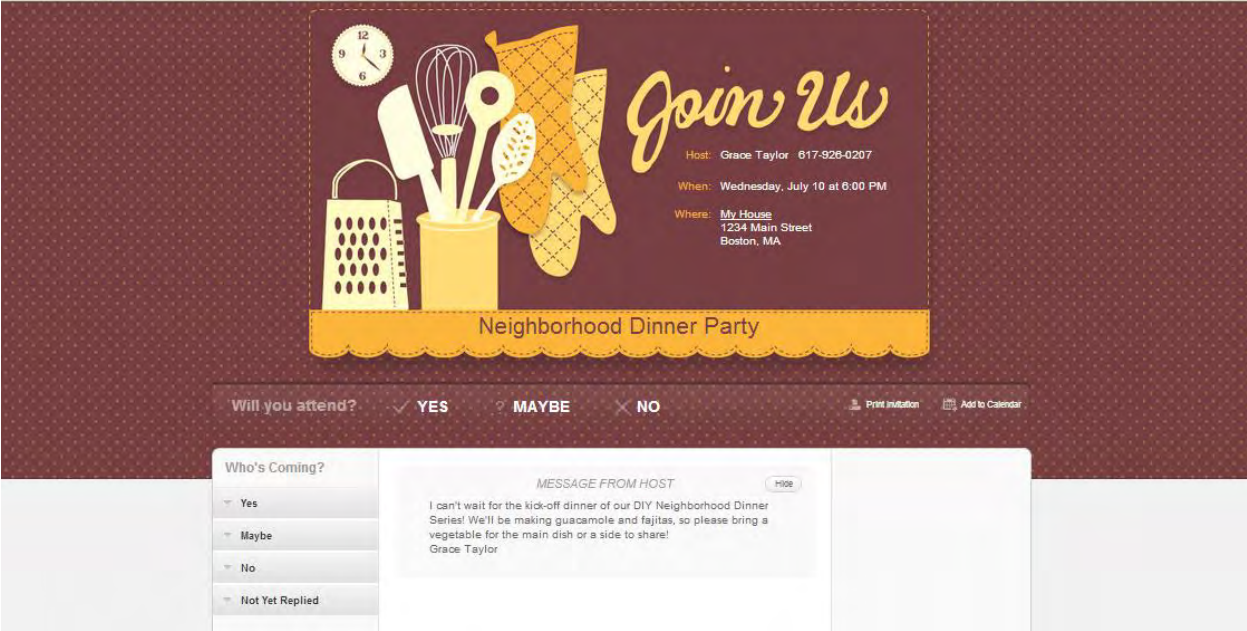 12
9 3
6
Join Us
Host: Grace Taylor 617-926-0207
When: Wednesday, July 10 at 6:00 PM
Where: My House
1234 Main Street
Boston, MA
Neighborhood Dinner Party
Will you attend? YES ? MAYBE NO Print Invitation Add to Calendar
Who's Coming?
Yes
Maybe
No
Not Yet Replied
MESSAGE FROM HOST Hide
I can't wait for the kick-off dinner of our DIY Neighborhood Dinner
Series! We'll be making guacamole and fajitas, so please bring a
vegetable for the main dish or a side to share!
Grace Taylor